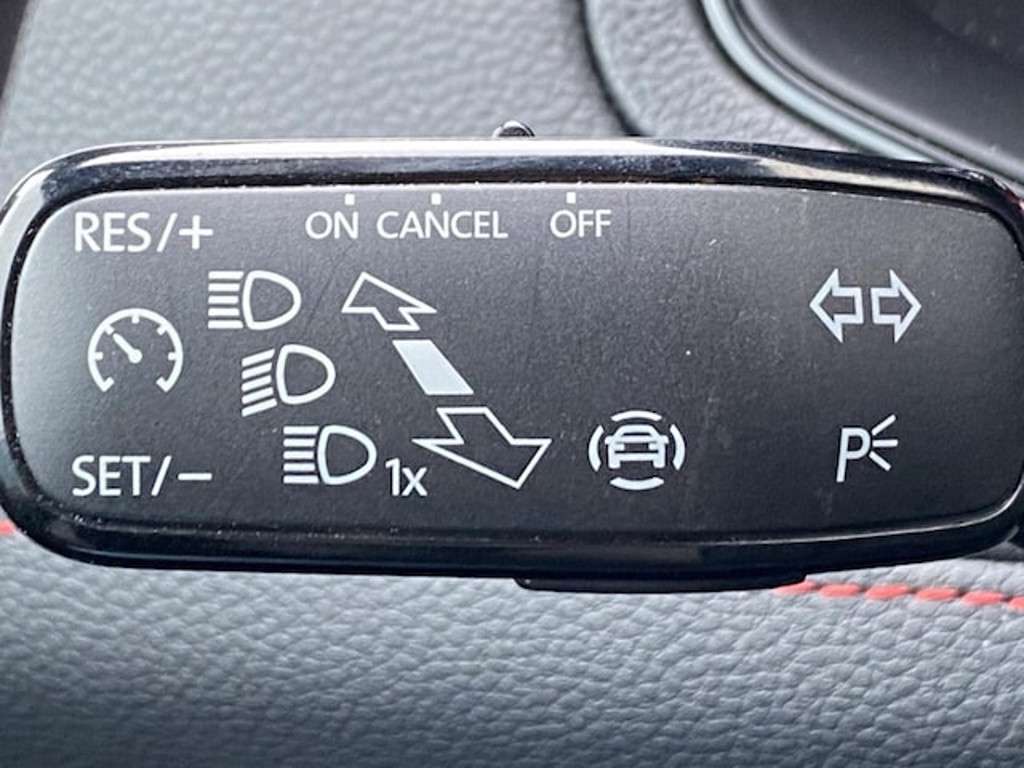 RES/+ ON CANCEL OFF
SET/- 1x P